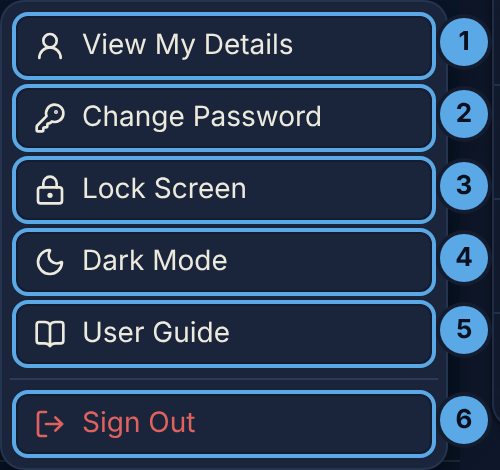 View My Details 1
Change Password 2
Lock Screen 3
Dark Mode 4
User Guide 5
Sign Out 6